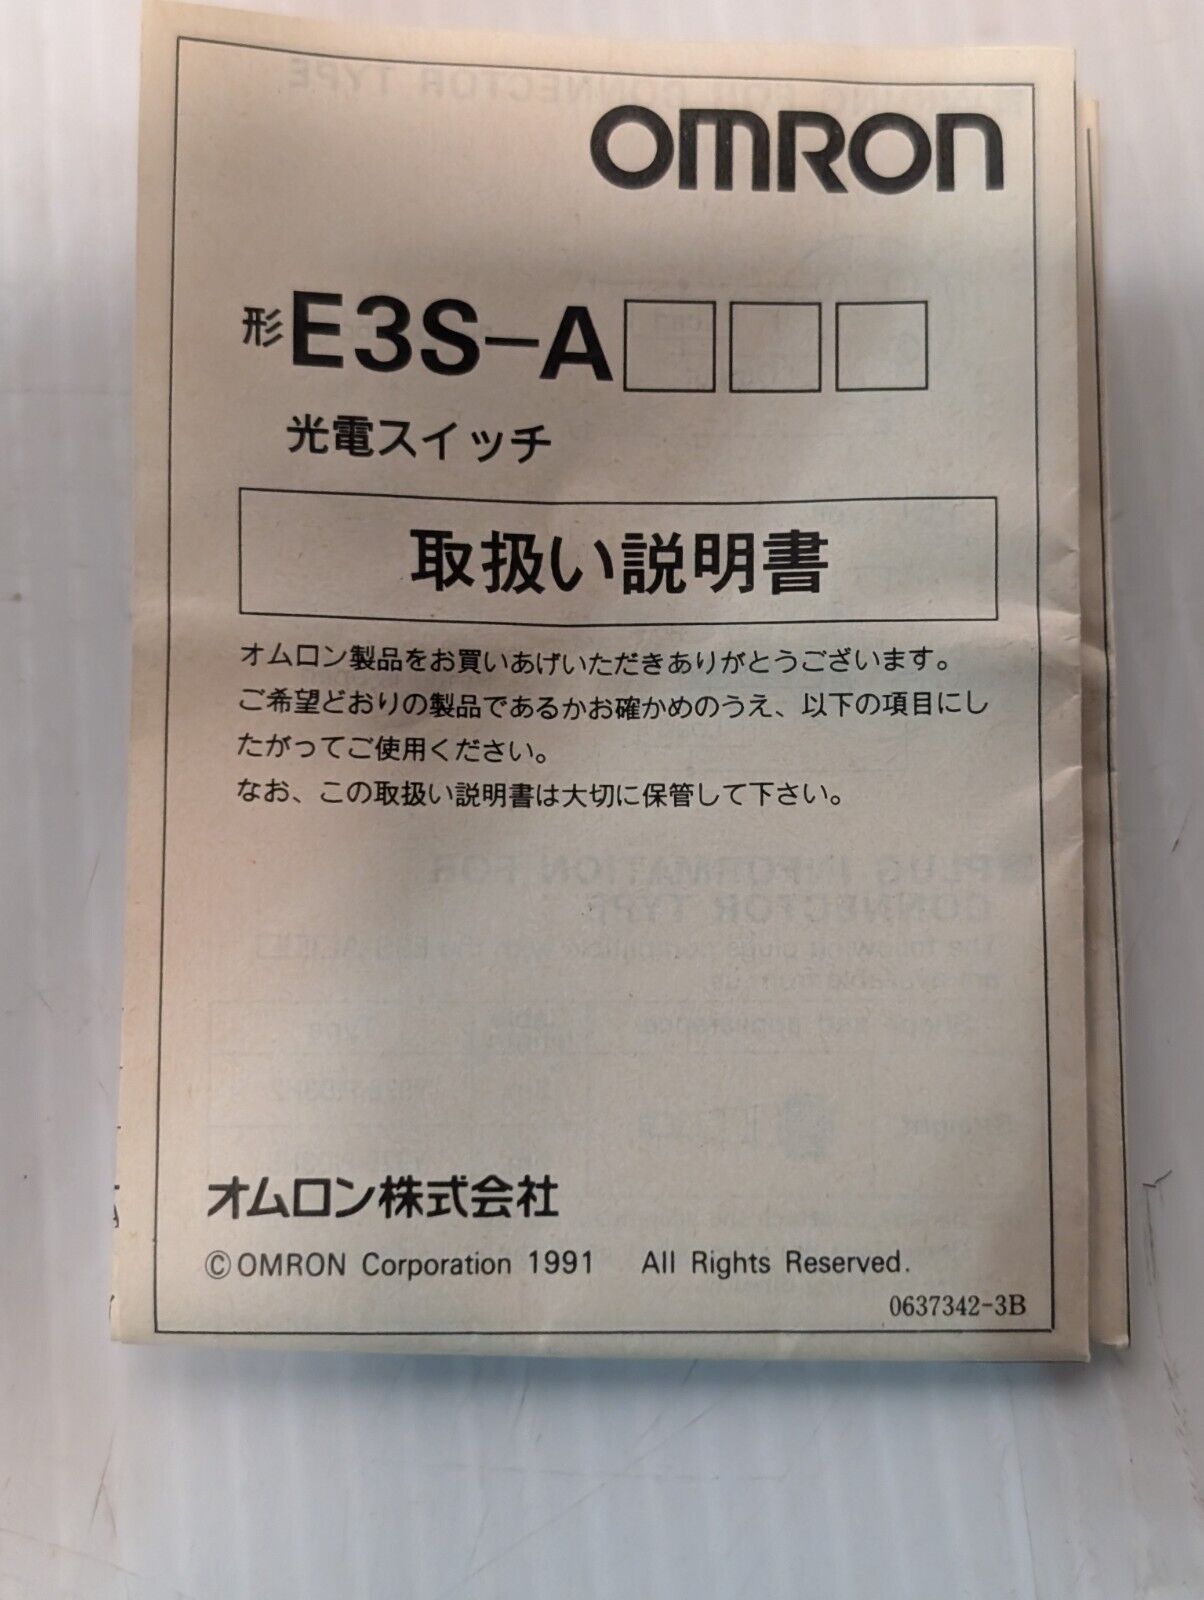 OMRON
形E3S-A□□□
光電スイッチ
取扱い説明書
オムロン製品をお買いあげいただきありがとうございます。
ご希望どおりの製品であるかお確かめのうえ、以下の項目にし
たがってご使用ください。
なお、この取扱い説明書は大切に保管して下さい。
PLUG INFORMATION FOR
CONNECTOR TYPE
オムロン株式会社
©OMRON Corporation 1991 All Rights Reserved.
0637342-3B